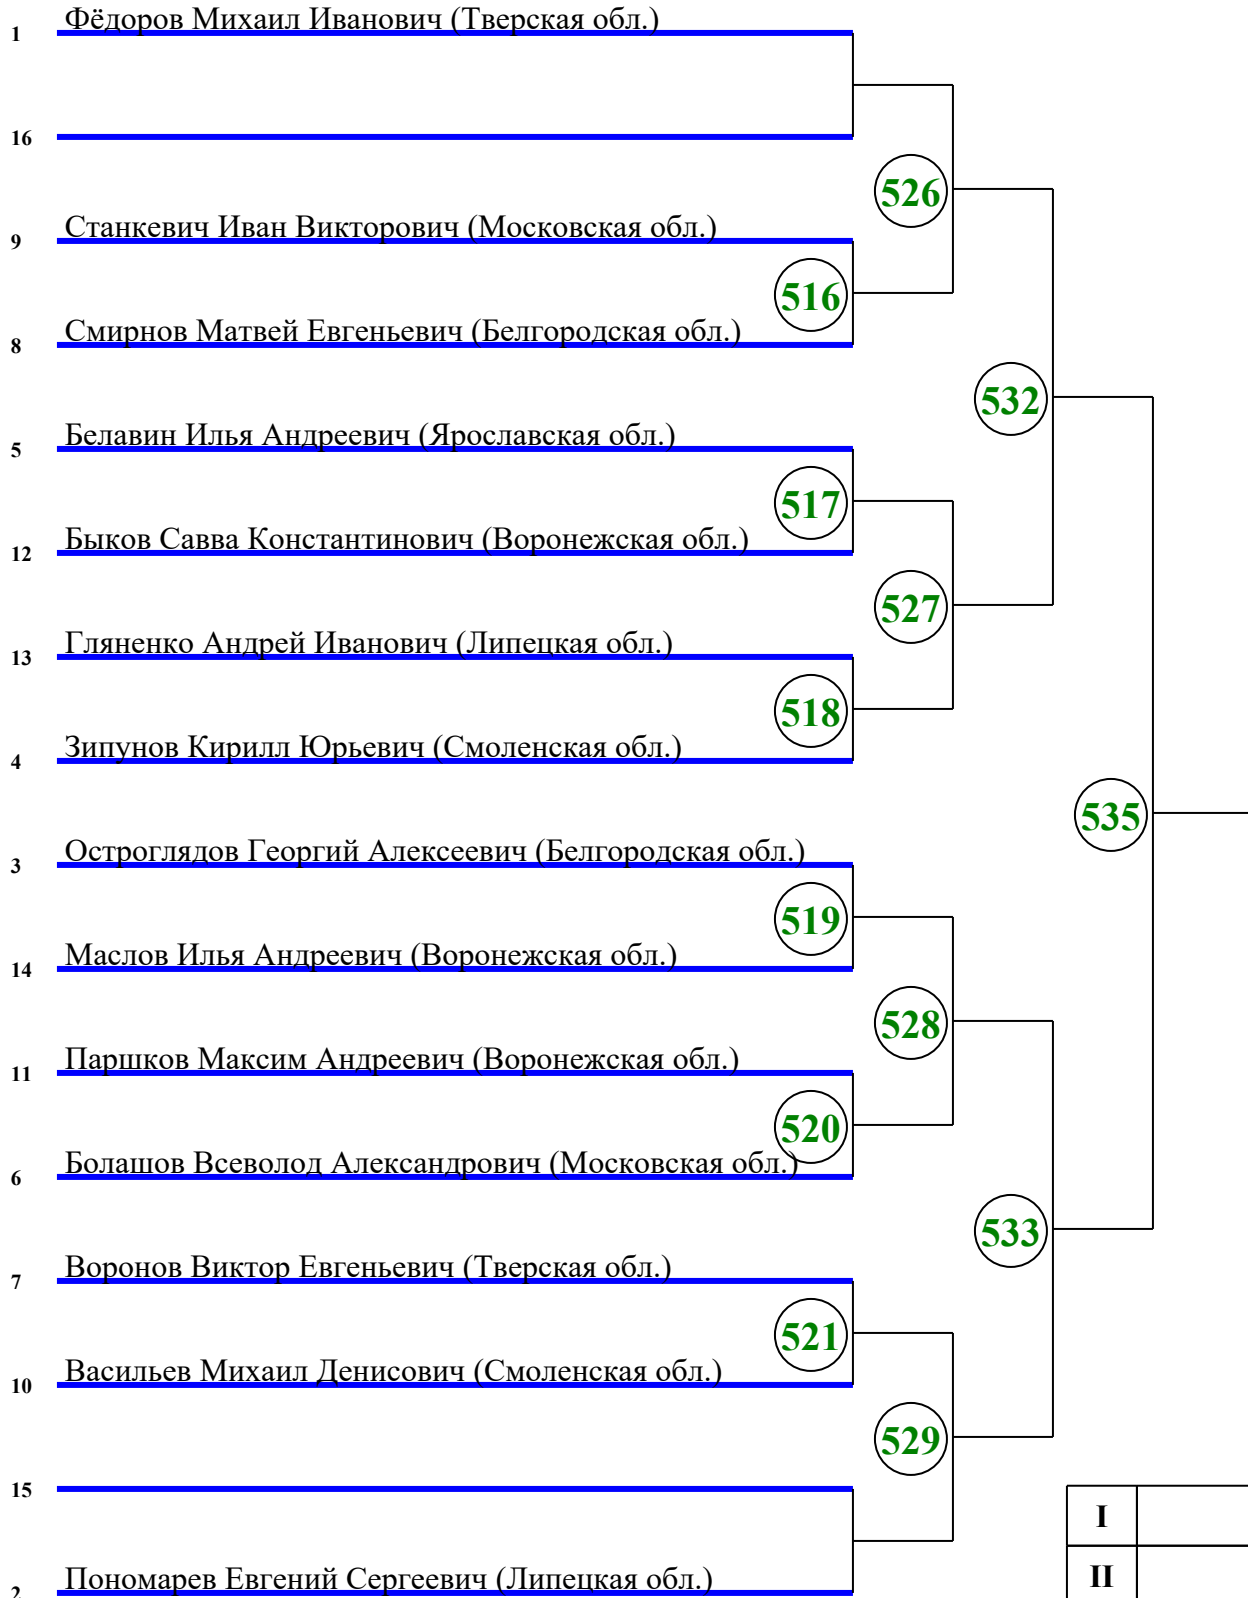 1 Фёдоров Михаил Иванович (Тверская обл.)
16
526
9 Станкевич Иван Викторович (Московская обл.)
516
8 Смирнов Матвей Евгеньевич (Белгородская обл.)
532
5 Белавин Илья Андреевич (Ярославская обл.)
517
12 Быков Савва Константинович (Воронежская обл.)
527
13 Гляненко Андрей Иванович (Липецкая обл.)
518
4 Зипунов Кирилл Юрьевич (Смоленская обл.)
535
3 Остроглядов Георгий Алексеевич (Белгородская обл.)
519
14 Маслов Илья Андреевич (Воронежская обл.)
528
11 Паршков Максим Андреевич (Воронежская обл.)
520
6 Болашов Всеволод Александрович (Московская обл.)
533
7 Воронов Виктор Евгеньевич (Тверская обл.)
521
10 Васильев Михаил Денисович (Смоленская обл.)
529
15
I
2 Пономарев Евгений Сергеевич (Липецкая обл.)
II